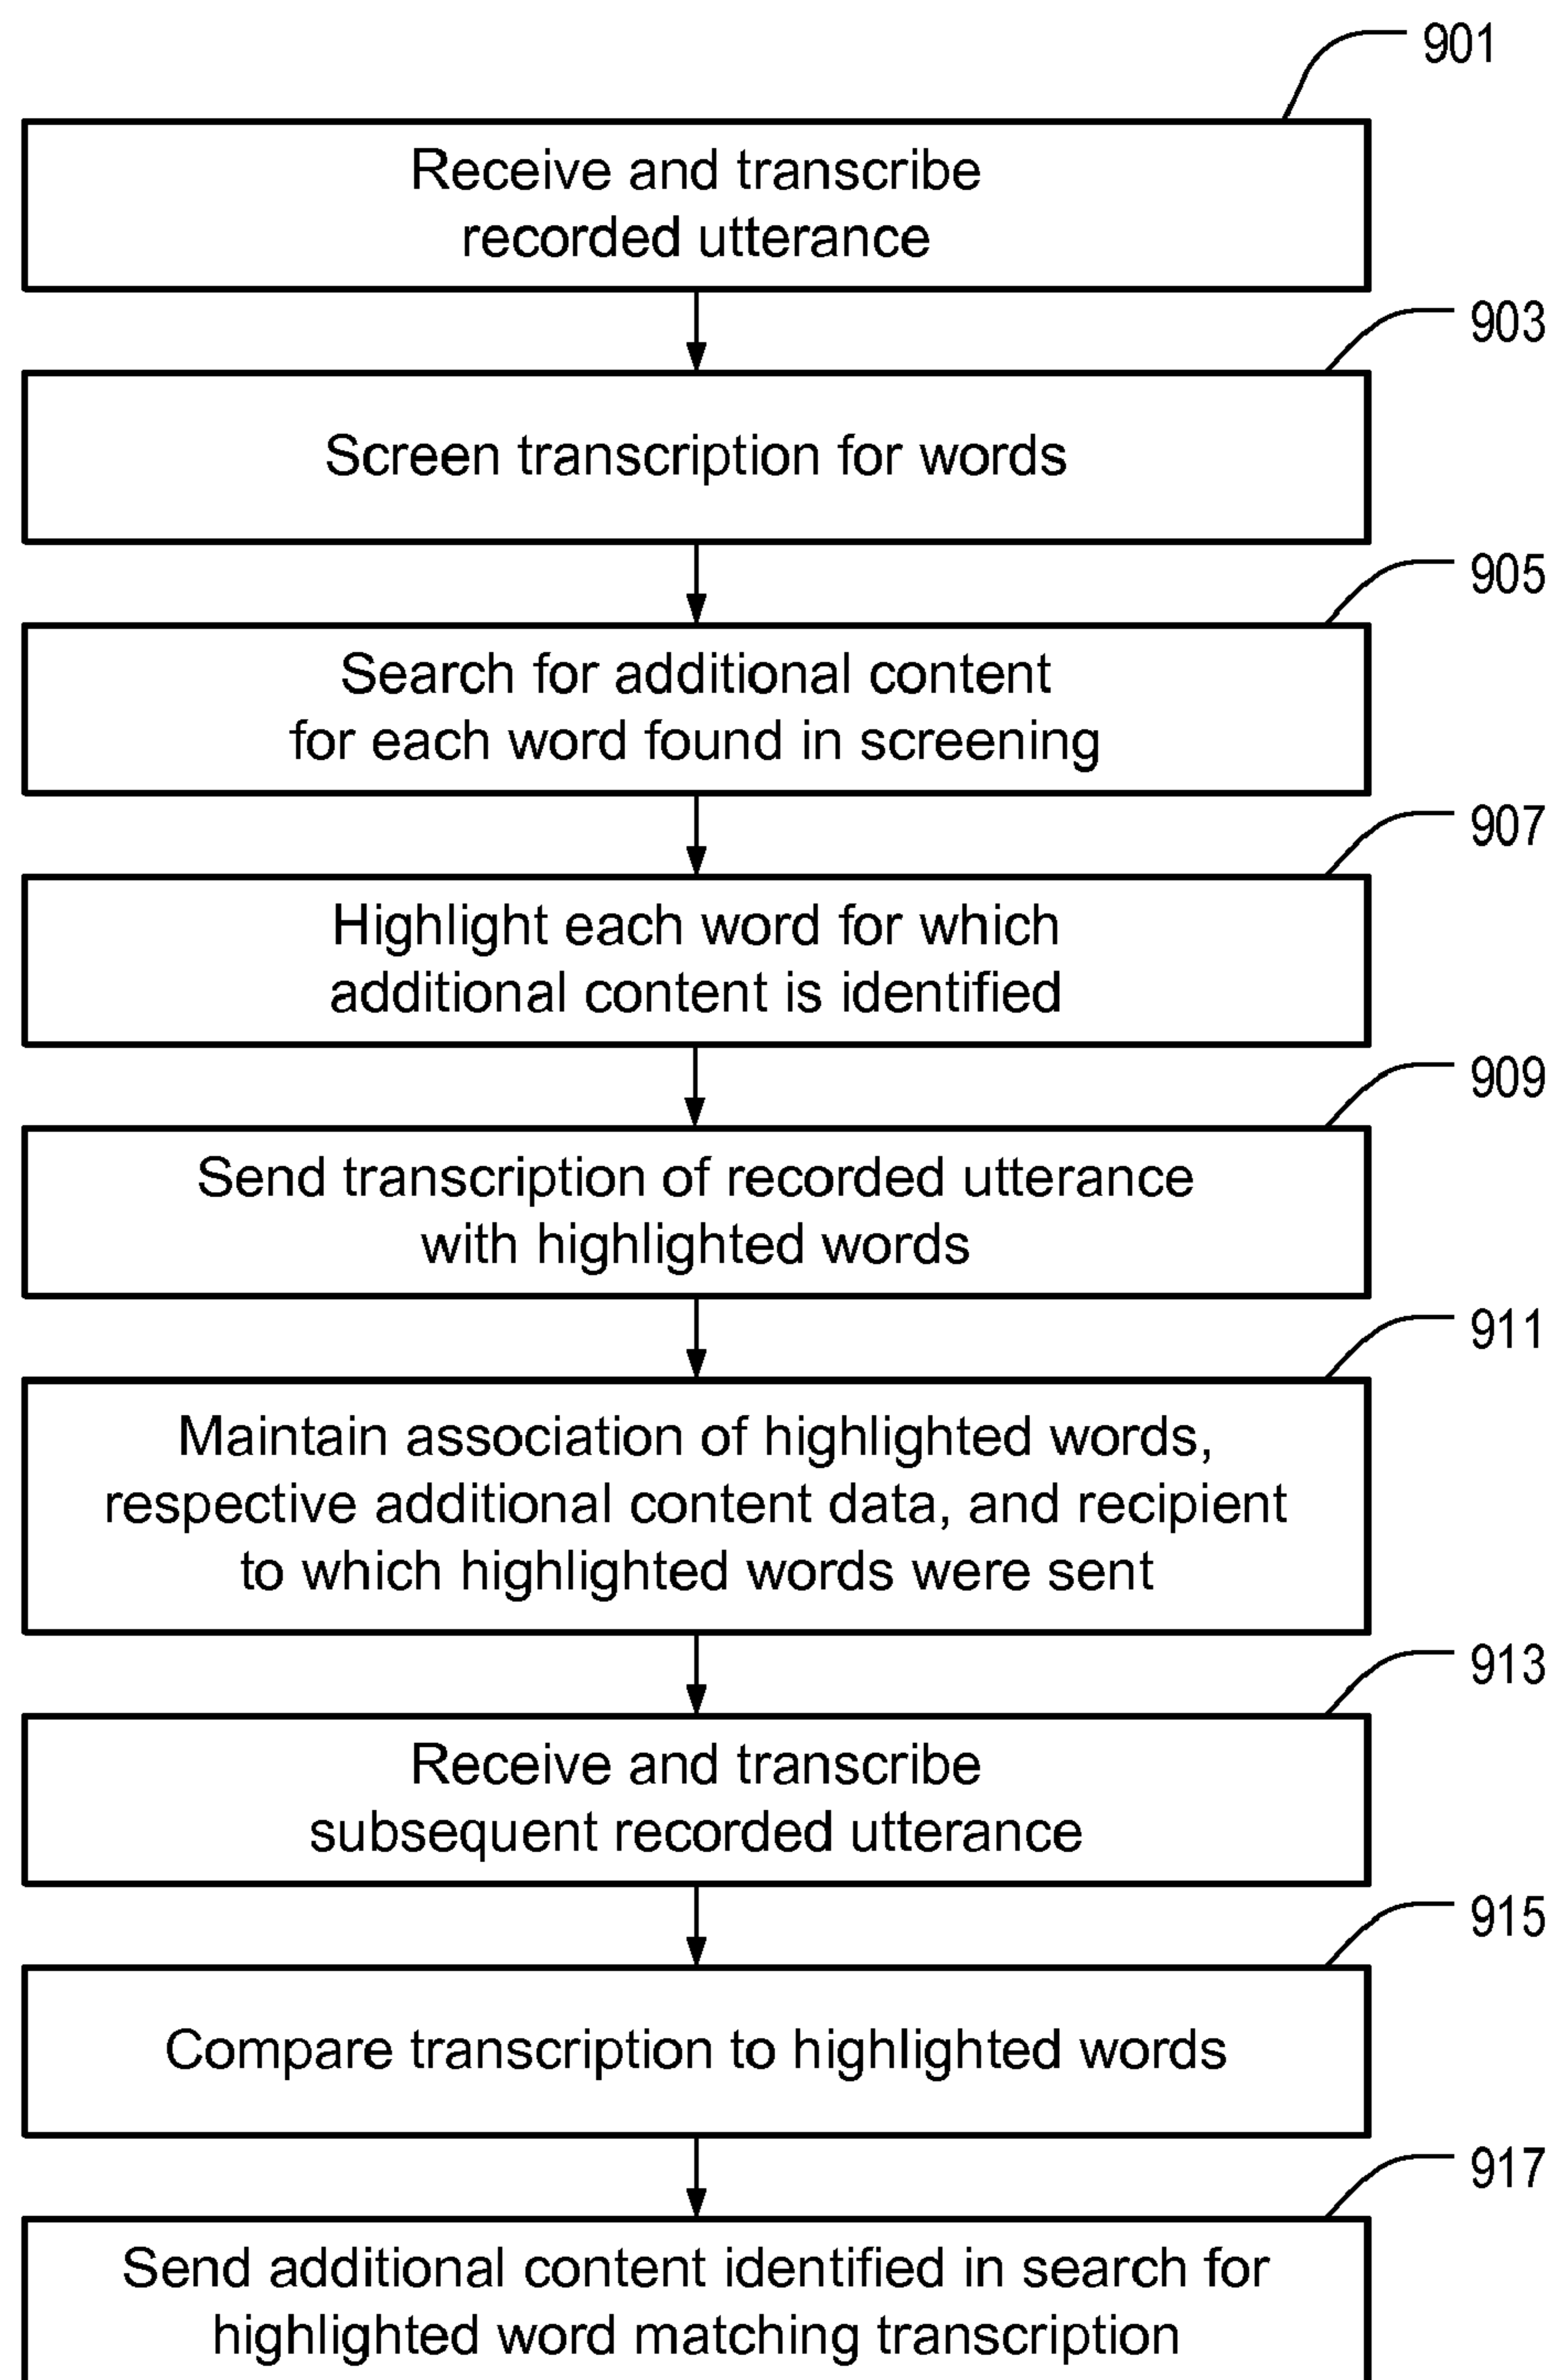 901
Receive and transcribe
recorded utterance
903
Screen transcription for words
905
Search for additional content
for each word found in screening
907
Highlight each word for which
additional content is identified
909
Send transcription of recorded utterance
with highlighted words
911
Maintain association of highlighted words,
respective additional content data, and recipient
to which highlighted words were sent
913
Receive and transcribe
subsequent recorded utterance
915
Compare transcription to highlighted words
917
Send additional content identified in search for
highlighted word matching transcription